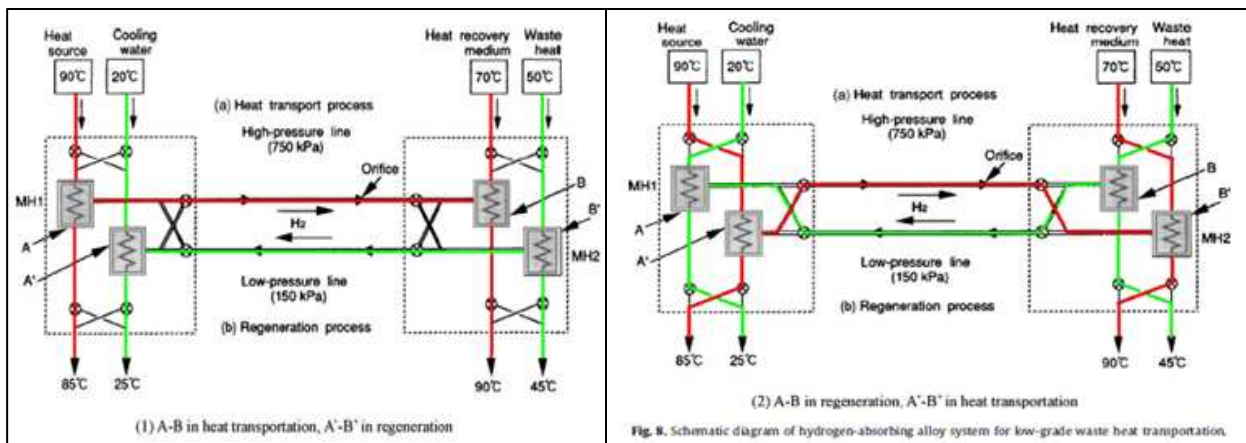 Heat source
Cooling water
Heat recovery medium
Waste heat
90℃
20℃
70℃
50℃
(a) Heat transport process
High-pressure line
(750 kPa)
Orifice
MH1
B
B'
H2
A
A'
MH2
Low-pressure line
(150 kPa)
(b) Regeneration process
85℃
25℃
90℃
45℃
(1) A-B in heat transportation, A'-B' in regeneration
Heat source
Cooling water
Heat recovery medium
Waste heat
90℃
20℃
70℃
50℃
(a) Heat transport process
High-pressure line
(750 kPa)
Orifice
MH1
B
B'
H2
A
A'
MH2
Low-pressure line
(150 kPa)
(b) Regeneration process
85℃
25℃
90℃
45℃
(2) A-B in regeneration, A'-B' in heat transportation
Fig. 8. Schematic diagram of hydrogen-absorbing alloy system for low-grade waste heat transportation.